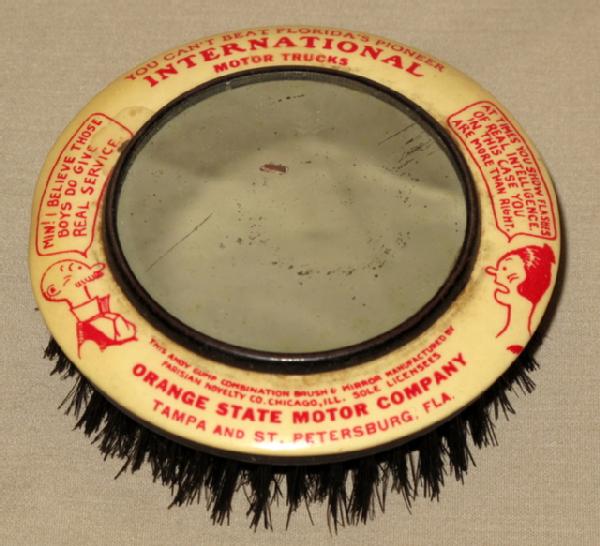 YOU CAN'T BEAT FLORIDA'S PIONEER
INTERNATIONAL
MOTOR TRUCKS
MIN! I BELIEVE THOSE
BOYS DO GIVE
REAL SERVICE.
AT TIMES YOU SHOW FLASHES
OF REAL INTELLIGENCE.
IN THIS CASE YOU
ARE MORE THAN RIGHT.
THIS ANDY GUMP COMBINATION BRUSH & MIRROR MANUFACTURED BY
PARISIAN NOVELTY CO. CHICAGO, ILL. SOLE LICENSEES
ORANGE STATE MOTOR COMPANY
TAMPA AND ST. PETERSBURG, FLA.